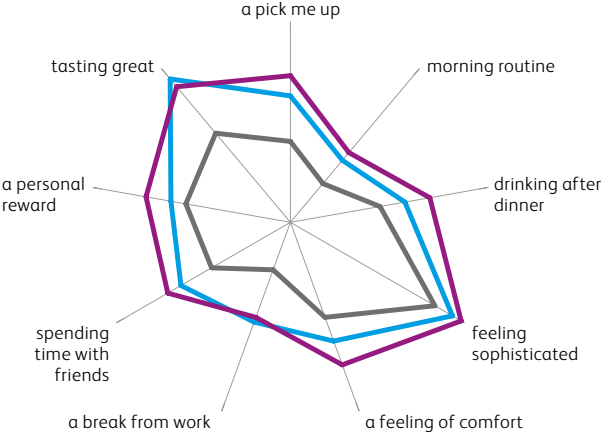 a pick me up
tasting great
morning routine
a personal
reward
drinking after
dinner
spending
time with
friends
feeling
sophisticated
a break from work
a feeling of comfort